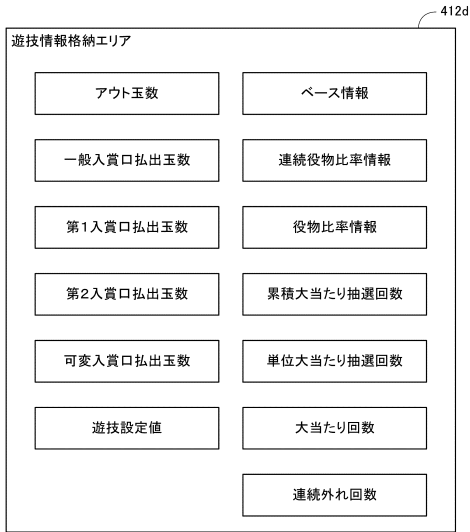 412d
遊技情報格納エリア
アウト玉数
ベース情報
一般入賞口払出玉数
連続役物比率情報
第1入賞口払出玉数
役物比率情報
第2入賞口払出玉数
累積大当たり抽選回数
可変入賞口払出玉数
単位大当たり抽選回数
遊技設定値
大当たり回数
連続外れ回数